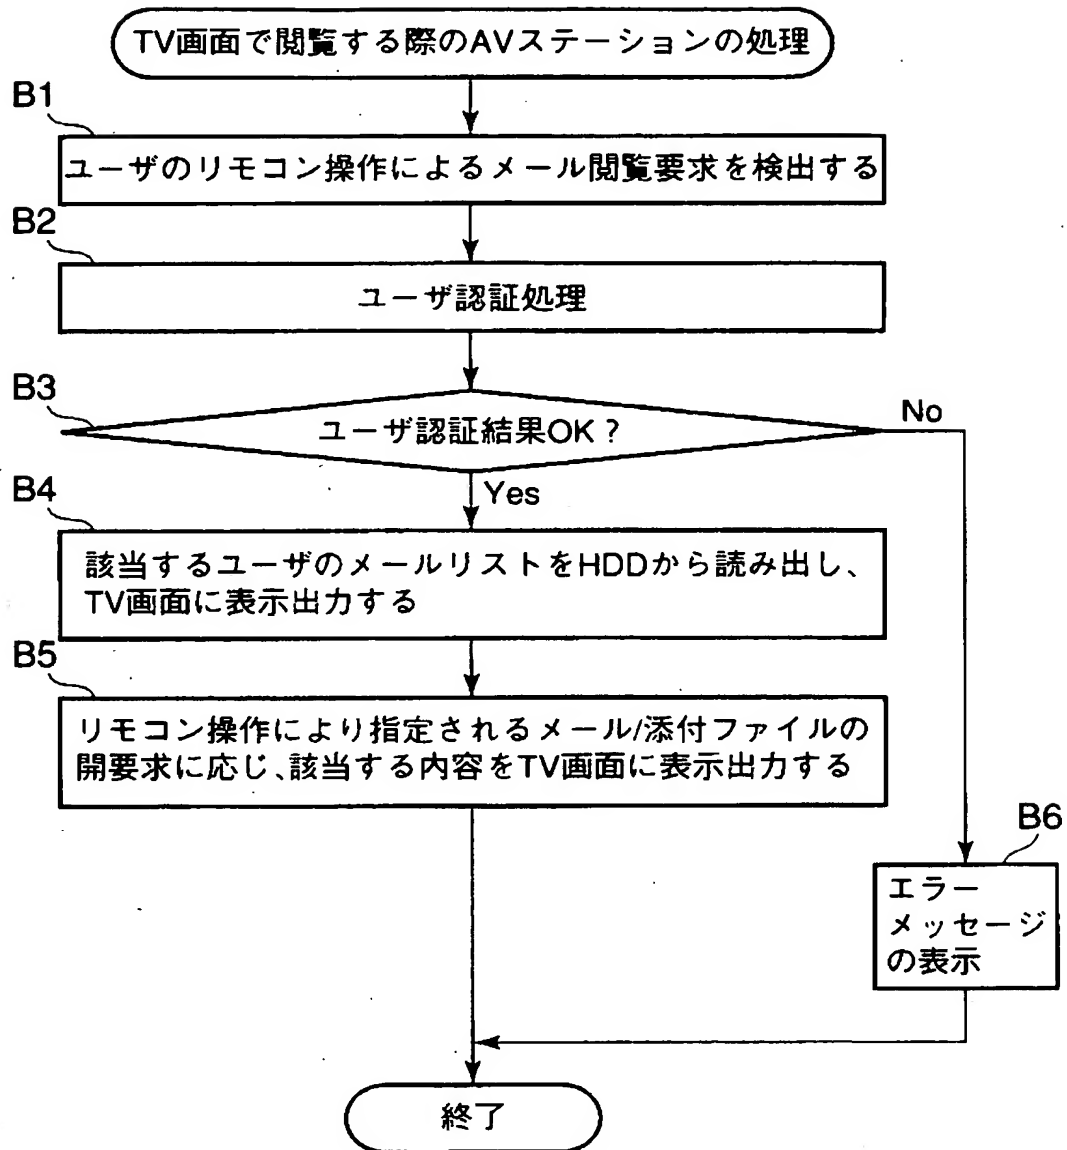 TV画面で閲覧する際のAVステーションの処理
B1
ユーザのリモコン操作によるメール閲覧要求を検出する
B2
ユーザ認証処理
B3
ユーザ認証結果OK?
No
Yes
B4
該当するユーザのメールリストをHDDから読み出し、
TV画面に表示出力する
B5
リモコン操作により指定されるメール/添付ファイルの
開要求に応じ、該当する内容をTV画面に表示出力する
B6
エラー
メッセージ
の表示
終了